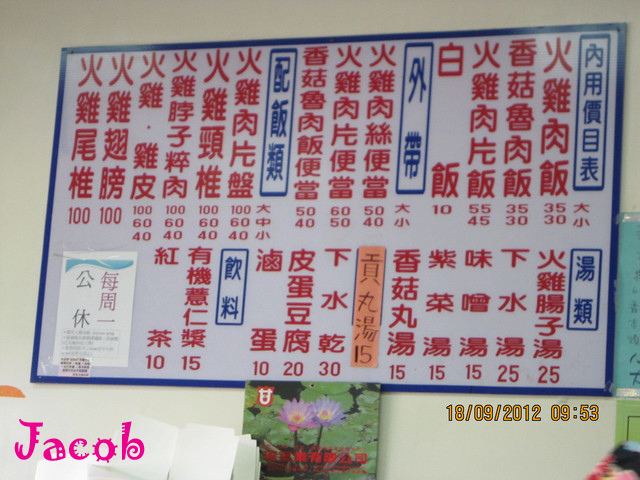 內用價目表
大 小
火雞肉飯 35 30
香菇魯肉飯 35 30
火雞肉片飯 55 45
白飯 10
外帶
大 小
火雞肉絲便當 50 40
火雞肉片便當 60 50
香菇魯肉飯便當 50 40
配飯類
大 中 小
火雞肉片盤 100 60 40
火雞頸椎 100 60 40
火雞脖子粹肉 100 60 40
火雞.雞皮 100 60 40
火雞翅膀 100
火雞尾椎 100
湯類
火雞腸子湯 25
下水湯 25
味噌湯 15
紫菜湯 15
香菇丸湯 15
貢丸湯 15
下水乾 30
皮蛋豆腐 20
滷蛋 10
飲料
有機薏仁漿 15
紅茶 10
每周一
公休
18/09/2012 09:53
Jacob